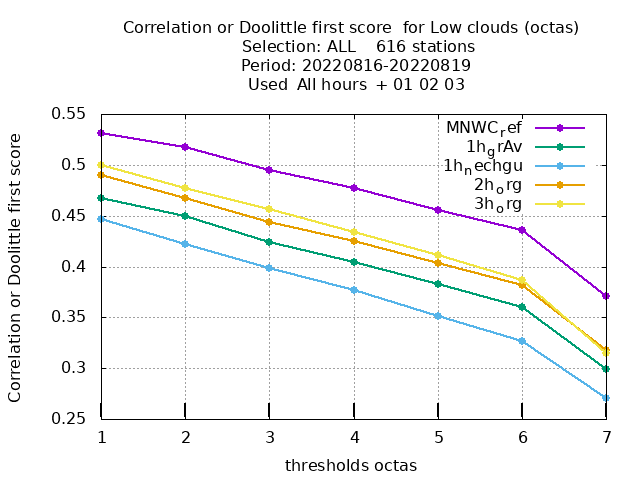 Correlation or Doolittle first score  for Low clouds (octas)
Selection: ALL    616 stations
Period: 20220816-20220819
Used  All hours  + 01 02 03
Correlation or Doolittle first score
0.55
0.5
0.45
0.4
0.35
0.3
0.25
MNWC_ref
1h_grAv
1h_nechgu
2h_org
3h_org
1 2 3 4 5 6 7
thresholds octas